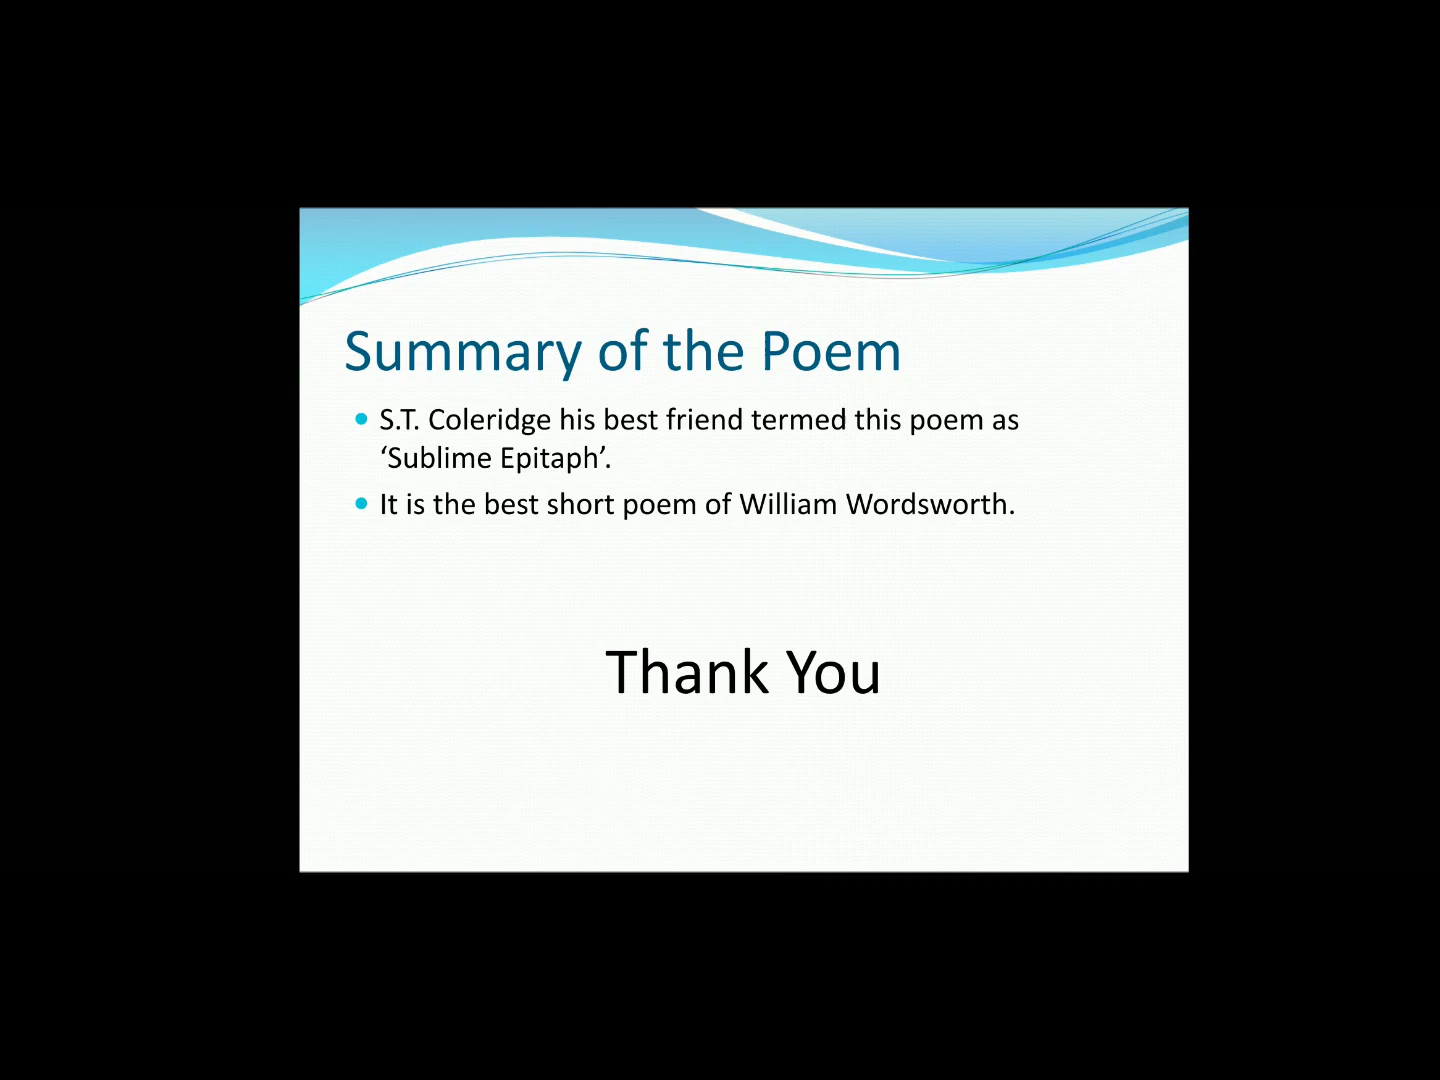 Summary of the Poem
S.T. Coleridge his best friend termed this poem as
‘Sublime Epitaph’.
It is the best short poem of William Wordsworth.
Thank You